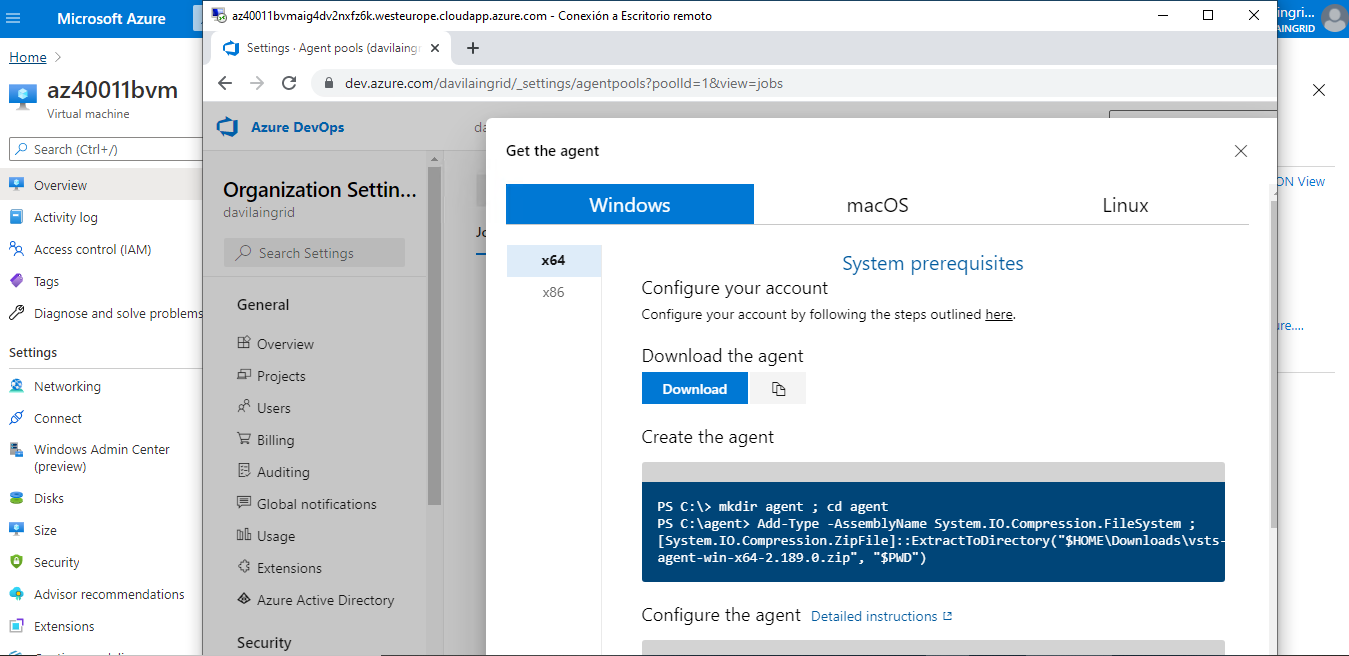 Microsoft Azure
Home
az40011bvm
Virtual machine
Search (Ctrl+/)
Overview
Activity log
Access control (IAM)
Tags
Diagnose and solve problems
Settings
Networking
Connect
Windows Admin Center
(preview)
Disks
Size
Security
Advisor recommendations
Extensions
az40011bvmaig4dv2nxfz6k.westeurope.cloudapp.azure.com - Conexión a Escritorio remoto
Settings · Agent pools (davilaing
dev.azure.com/davilaingrid/_settings/agentpools?poolId=1&view=jobs
Azure DevOps
da
Organization Settin...
davilaingrid
Search Settings
General
Overview
Projects
Users
Billing
Auditing
Global notifications
Usage
Extensions
Azure Active Directory
Security
Jo
Get the agent
Windows macOS Linux
x64
x86
System prerequisites
Configure your account
Configure your account by following the steps outlined here.
Download the agent
Download
Create the agent
PS C:\> mkdir agent ; cd agent
PS C:\agent> Add-Type -AssemblyName System.IO.Compression.FileSystem ;
[System.IO.Compression.ZipFile]::ExtractToDirectory("$HOME\Downloads\vsts-
agent-win-x64-2.189.0.zip", "$PWD")
Configure the agent Detailed instructions
ingri...
AINGRID
ON View
ure....